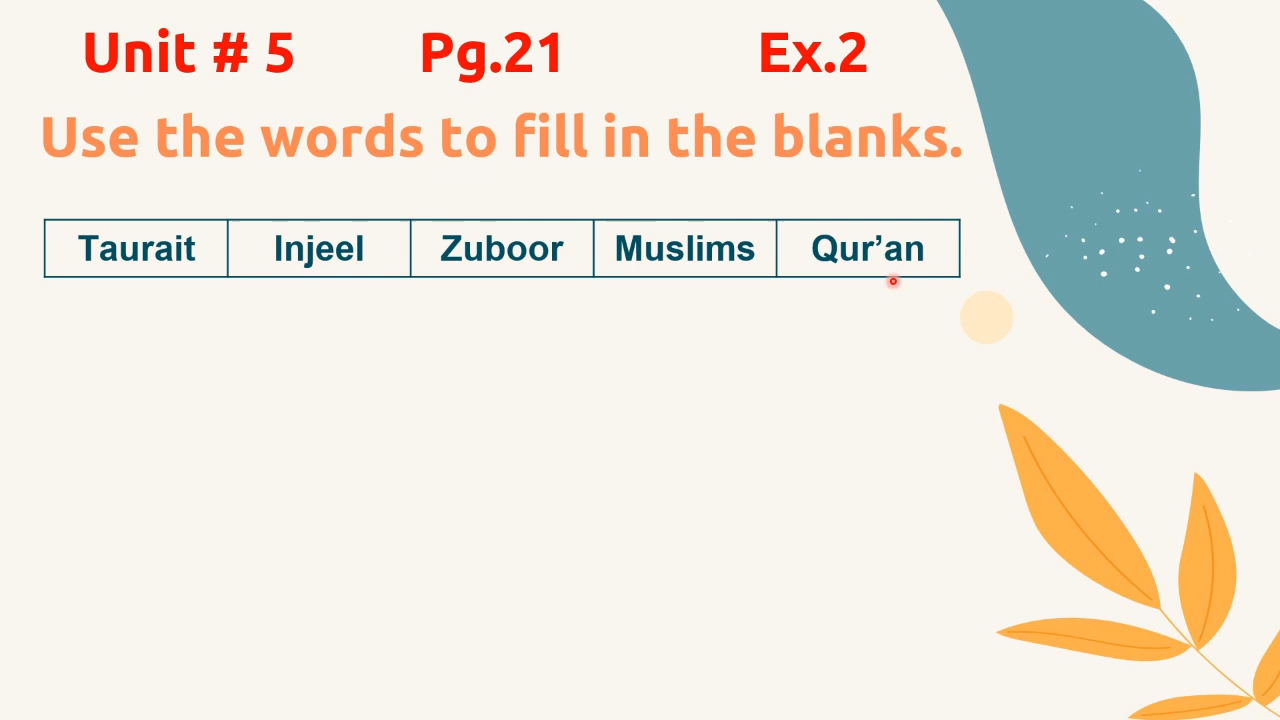 Unit # 5 Pg.21 Ex.2
Use the words to fill in the blanks.
Taurait Injeel Zuboor Muslims Qur’an